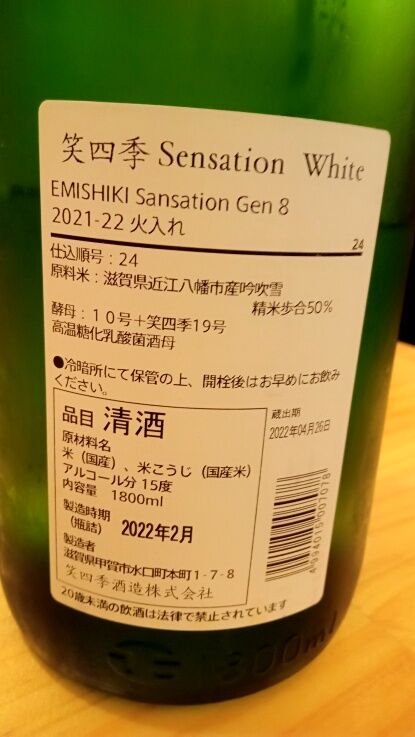 笑四季 Sensation White
EMISHIKI Sansation Gen 8
2021-22 火入れ
24
仕込順号：24
原料米：滋賀県近江八幡市産吟吹雪
精米歩合50%
酵母：１０号＋笑四季19号
高温糖化乳酸菌酒母
●冷暗所にて保管の上、開栓後はお早めにお飲み
ください。
品目 清酒
原材料名
米（国産）、米こうじ（国産米）
アルコール分 15度
内容量 1800ml
製造時期
（瓶詰） 2022年2月
製造者
滋賀県甲賀市水口町本町1-7-8
笑四季酒造株式会社
蔵出期
2022年04月26日
4994015007078
20歳未満の飲酒は法律で禁止されています